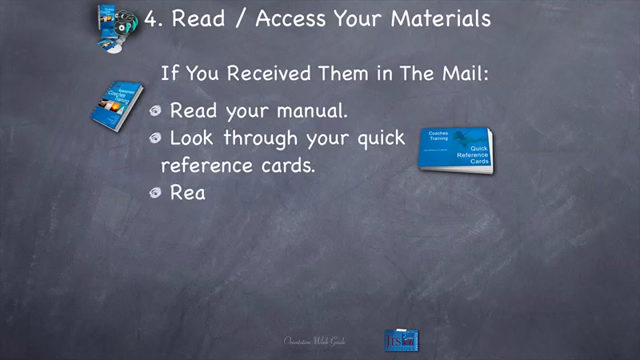 4. Read / Access Your Materials
If You Received Them in The Mail:
Read your manual.
Look through your quick
reference cards.
Rea
Coaches
Training
Quick
Reference
Cards